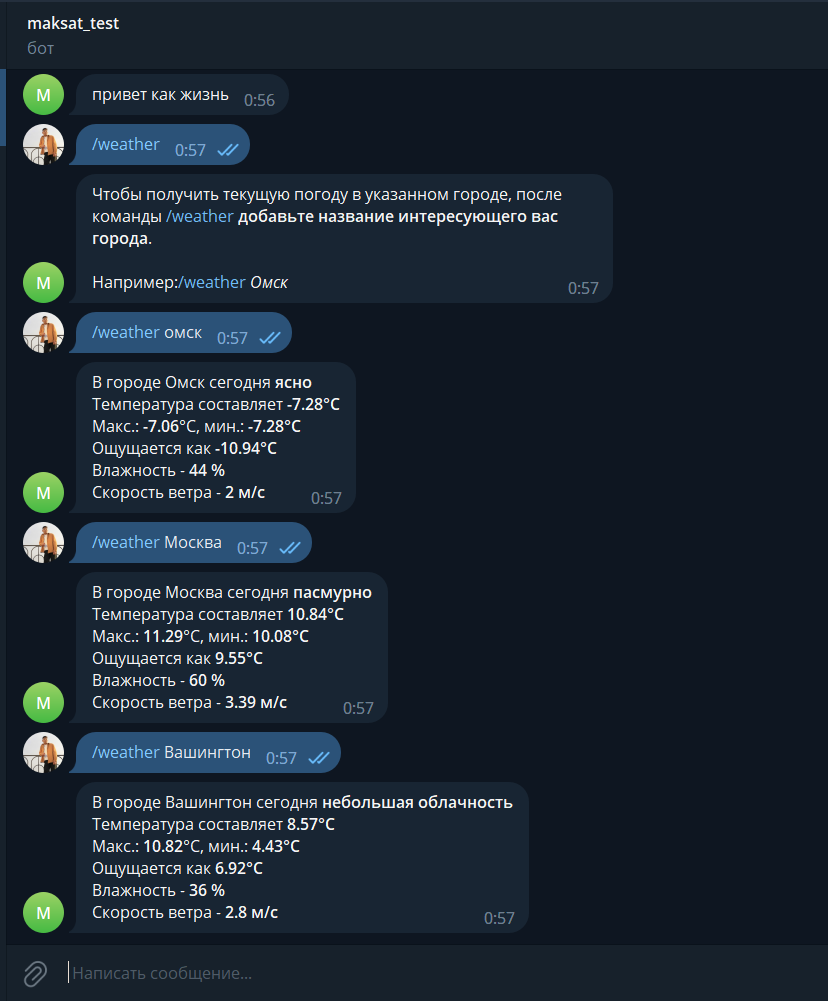 maksat_test
бот
привет как жизнь 0:56
/weather 0:57
Чтобы получить текущую погоду в указанном городе, после
команды /weather добавьте название интересующего вас
города.
Например:/weather Омск 0:57
/weather омск 0:57
В городе Омск сегодня ясно
Температура составляет -7.28°C
Макс.: -7.06°C, мин.: -7.28°C
Ощущается как -10.94°C
Влажность - 44 %
Скорость ветра - 2 м/с 0:57
/weather Москва 0:57
В городе Москва сегодня пасмурно
Температура составляет 10.84°C
Макс.: 11.29°C, мин.: 10.08°C
Ощущается как 9.55°C
Влажность - 60 %
Скорость ветра - 3.39 м/с 0:57
/weather Вашингтон 0:57
В городе Вашингтон сегодня небольшая облачность
Температура составляет 8.57°C
Макс.: 10.82°C, мин.: 4.43°C
Ощущается как 6.92°C
Влажность - 36 %
Скорость ветра - 2.8 м/с 0:57
Написать сообщение...
M
M
M
M
M